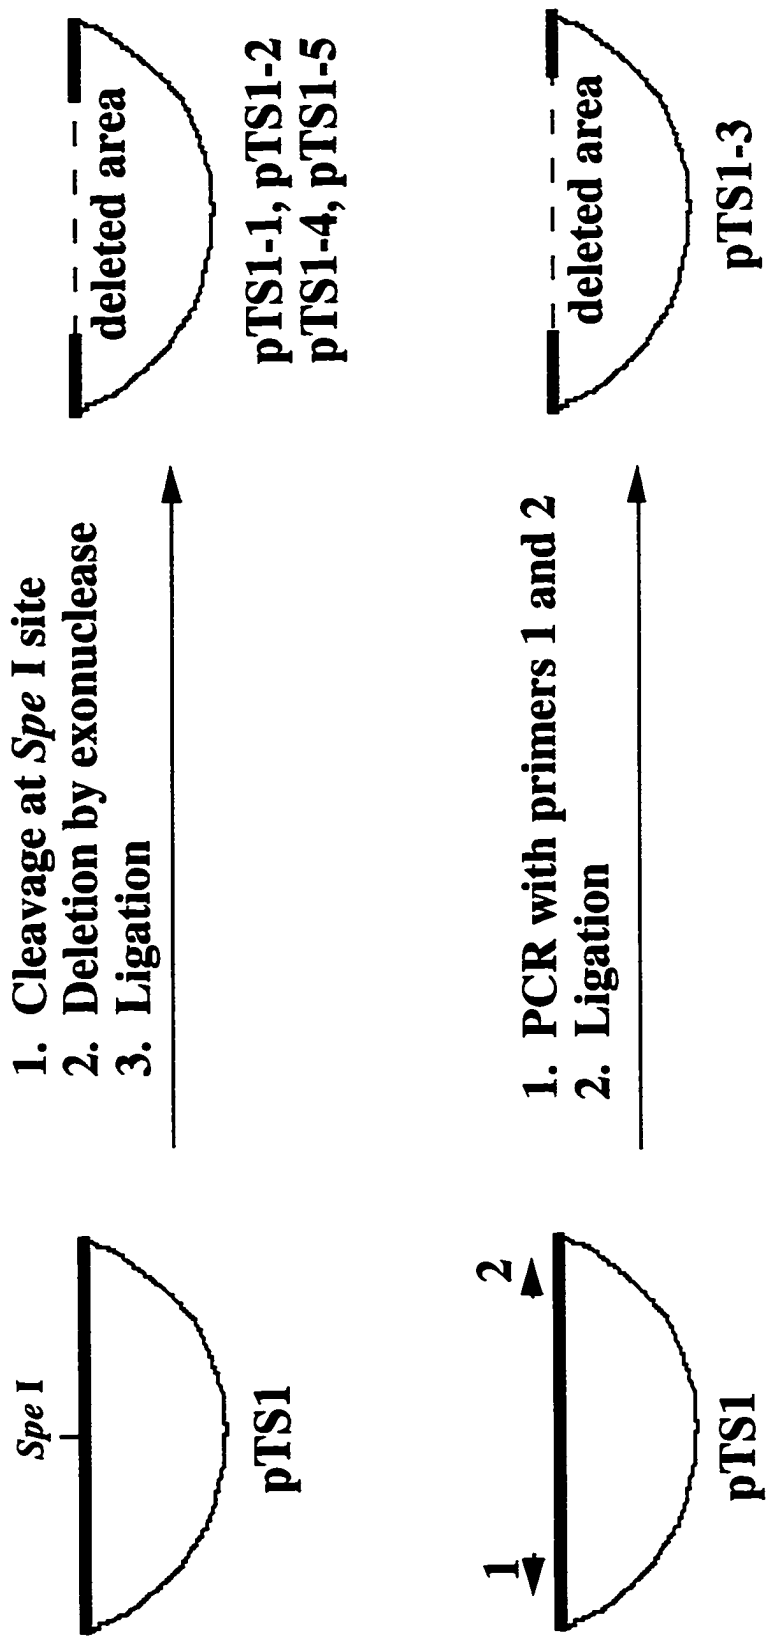 Spe I
pTS1
1. Cleavage at Spe I site
2. Deletion by exonuclease
3. Ligation
deleted area
pTS1-1, pTS1-2
pTS1-4, pTS1-5
1
2
pTS1
1. PCR with primers 1 and 2
2. Ligation
deleted area
pTS1-3